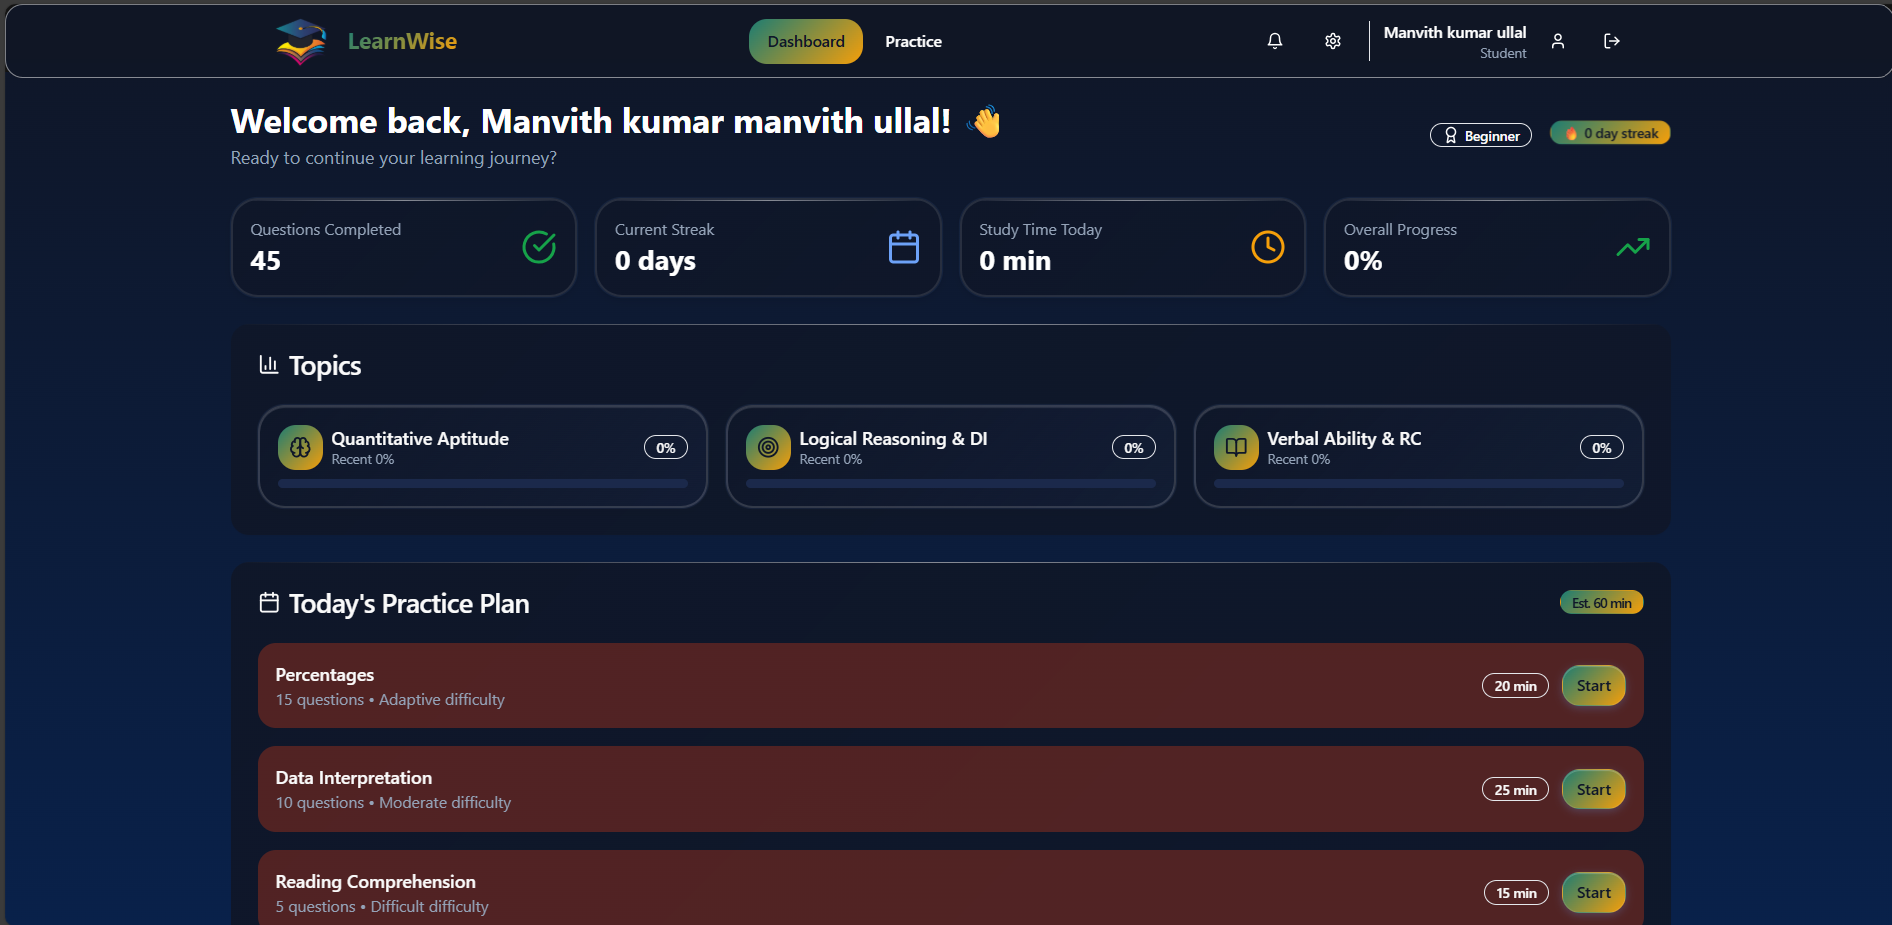 LearnWise
Dashboard
Practice
Manvith kumar ullal
Student
Welcome back, Manvith kumar manvith ullal! 👋
Ready to continue your learning journey?
Beginner
🔥 0 day streak
Questions Completed
45
Current Streak
0 days
Study Time Today
0 min
Overall Progress
0%
Topics
Quantitative Aptitude
Recent 0%
0%
Logical Reasoning & DI
Recent 0%
0%
Verbal Ability & RC
Recent 0%
0%
Today's Practice Plan
Est. 60 min
Percentages
15 questions • Adaptive difficulty
20 min
Start
Data Interpretation
10 questions • Moderate difficulty
25 min
Start
Reading Comprehension
5 questions • Difficult difficulty
15 min
Start